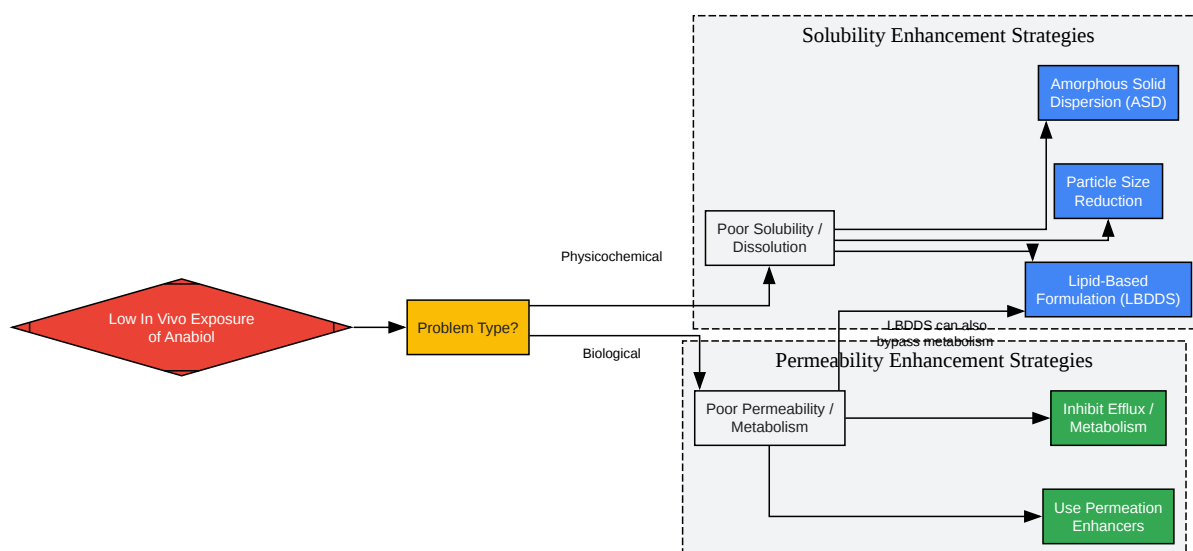 Solubility Enhancement Strategies
Amorphous Solid
Dispersion (ASD)
Particle Size
Reduction
Poor Solubility /
Dissolution
Physicochemical
Lipid-Based
Formulation (LBDDS)
Low In Vivo Exposure
of Anabiol
Problem Type?
LBDDS can also
bypass metabolism
Biological
Permeability Enhancement Strategies
Poor Permeability /
Metabolism
Inhibit Efflux /
Metabolism
Use Permeation
Enhancers